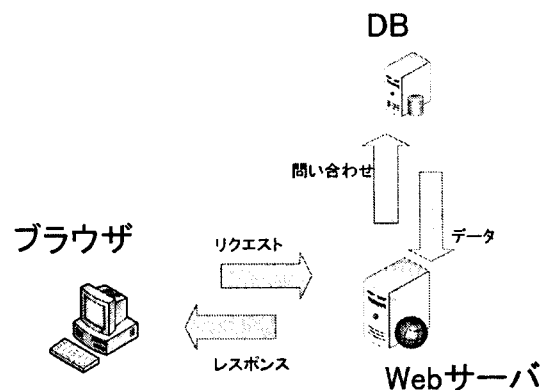 DB
問い合わせ
データ
ブラウザ
リクエスト
レスポンス
Webサーバ